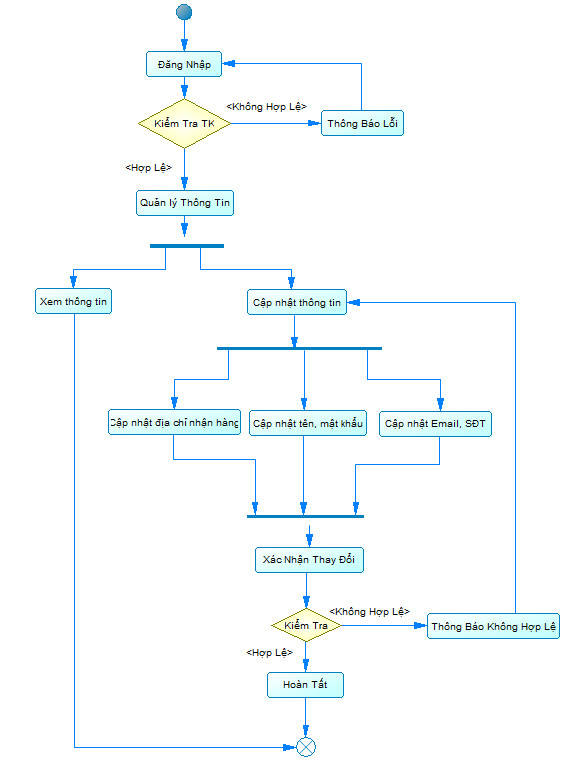 Đăng Nhập
<Không Hợp Lệ>
Kiểm Tra TK
Thông Báo Lỗi
<Hợp Lệ>
Quản lý Thông Tin
Xem thông tin
Cập nhật thông tin
Cập nhật địa chỉ nhận hàng
Cập nhật tên, mật khẩu
Cập nhật Email, SĐT
Xác Nhận Thay Đổi
<Không Hợp Lệ>
Kiểm Tra
Thông Báo Không Hợp Lệ
<Hợp Lệ>
Hoàn Tất